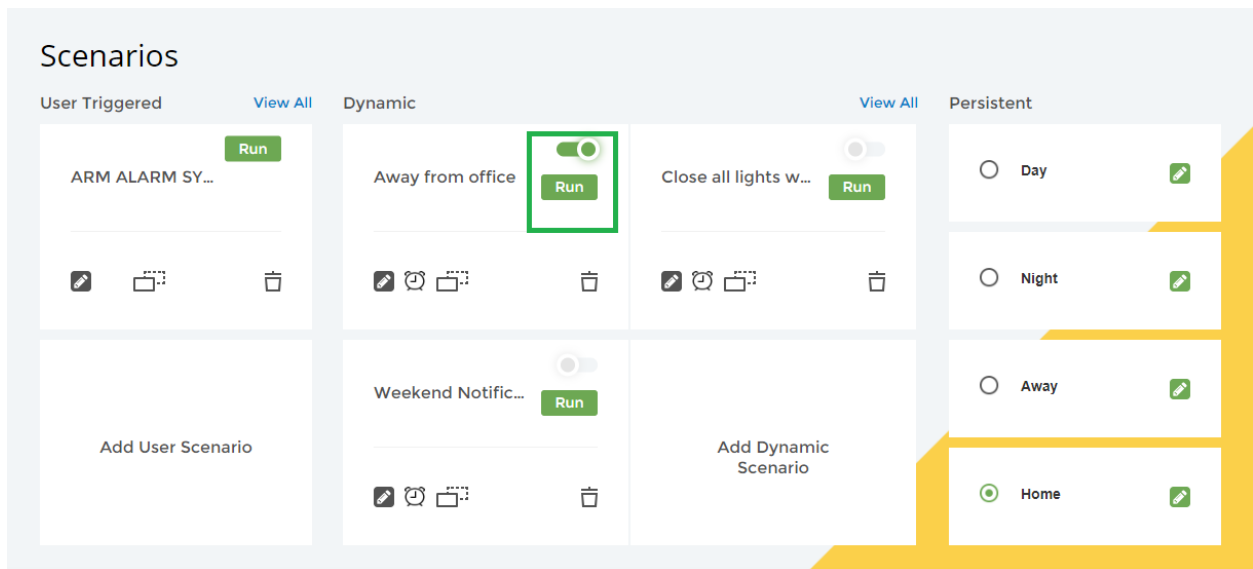 Scenarios
User Triggered
View All
Dynamic
View All
Persistent
Run
ARM ALARM SY...
Away from office
Run
Close all lights w...
Run
Day
Night
Away
Home
Add User Scenario
Weekend Notific...
Run
Add Dynamic
Scenario